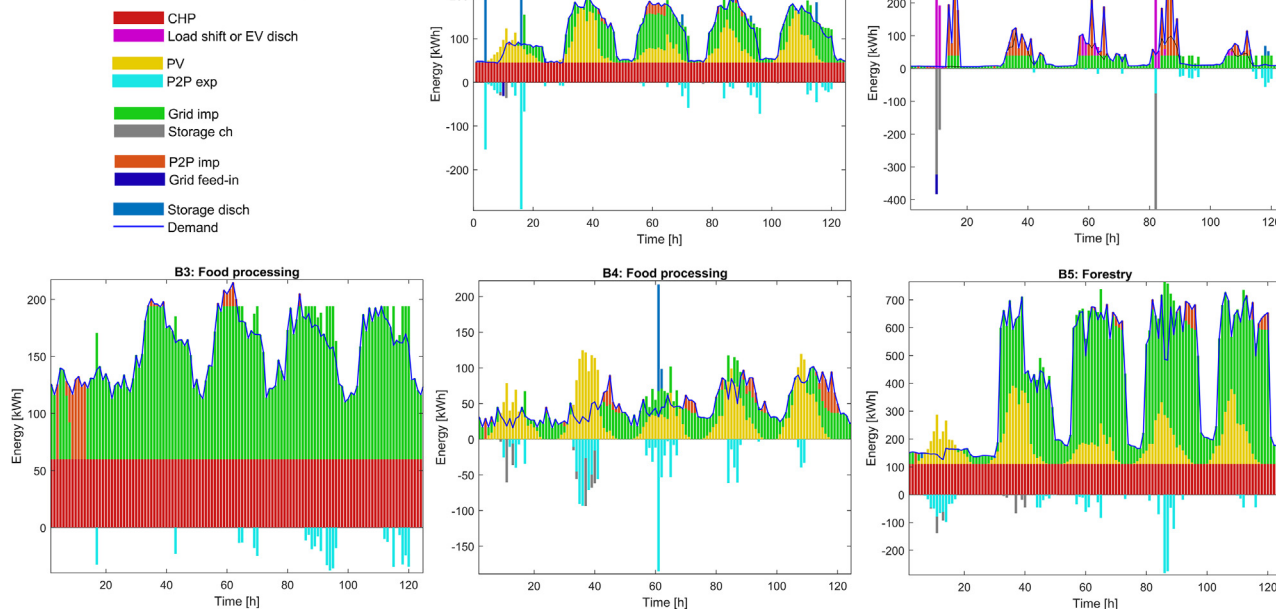 CHP
Load shift or EV disch
PV
P2P exp
Grid imp
Storage ch
P2P imp
Grid feed-in
Storage disch
Demand
Energy [kWh]
100
0
-100
-200
0 20 40 60 80 100 120
Time [h]
Energy [kWh]
200
100
0
-100
-200
-300
-400
20 40 60 80 100 120
Time [h]
B3: Food processing
Energy [kWh]
200
150
100
50
0
20 40 60 80 100 120
Time [h]
B4: Food processing
Energy [kWh]
200
150
100
50
0
-50
-100
-150
20 40 60 80 100 120
Time [h]
B5: Forestry
Energy [kWh]
700
600
500
400
300
200
100
0
-100
-200
20 40 60 80 100 120
Time [h]